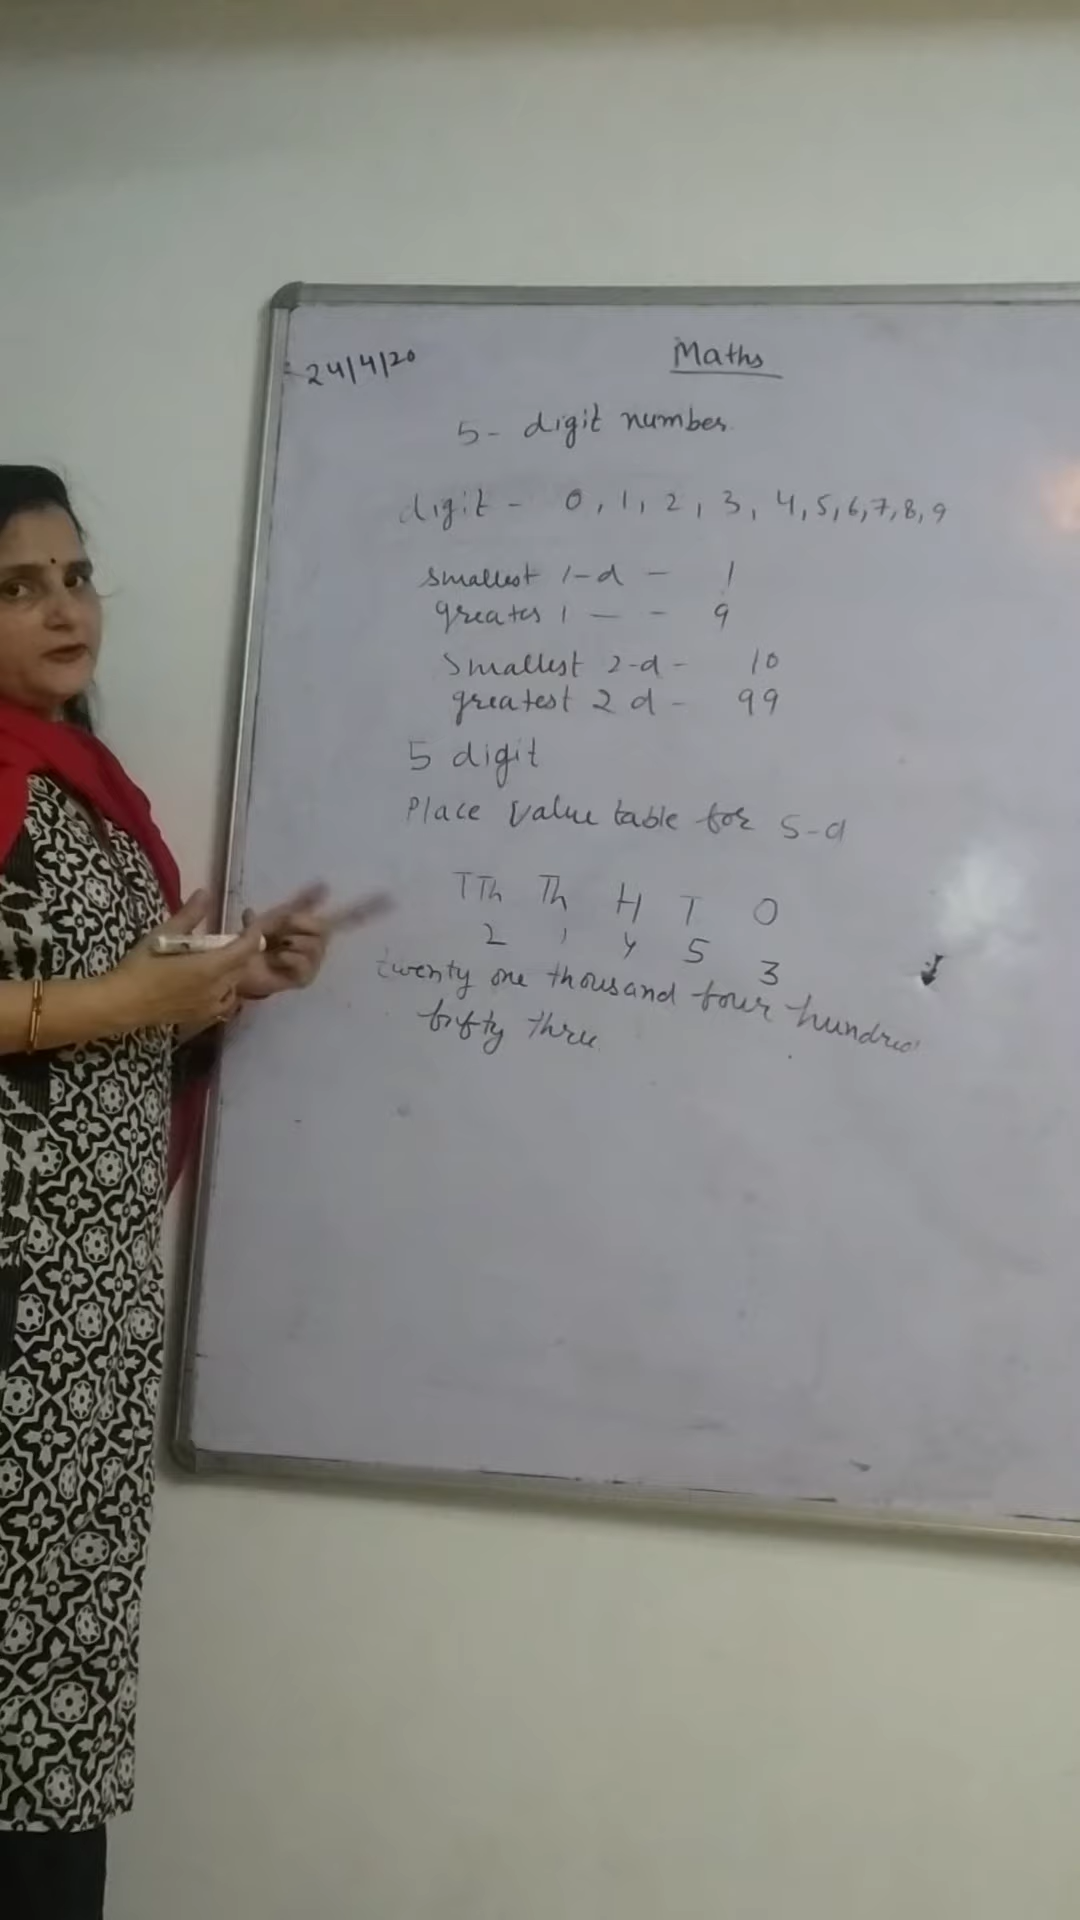 24/4/20
Maths
5- digit number
digit - 0, 1, 2, 3, 4, 5, 6, 7, 8, 9
smallest 1-d - 1
greates 1 — - 9
Smallest 2-d - 10
greatest 2 d - 99
5 digit
Place Value table for 5-d
TTh Th H T O
2 1 4 5 3
twenty one thousand four hundred
fifty three